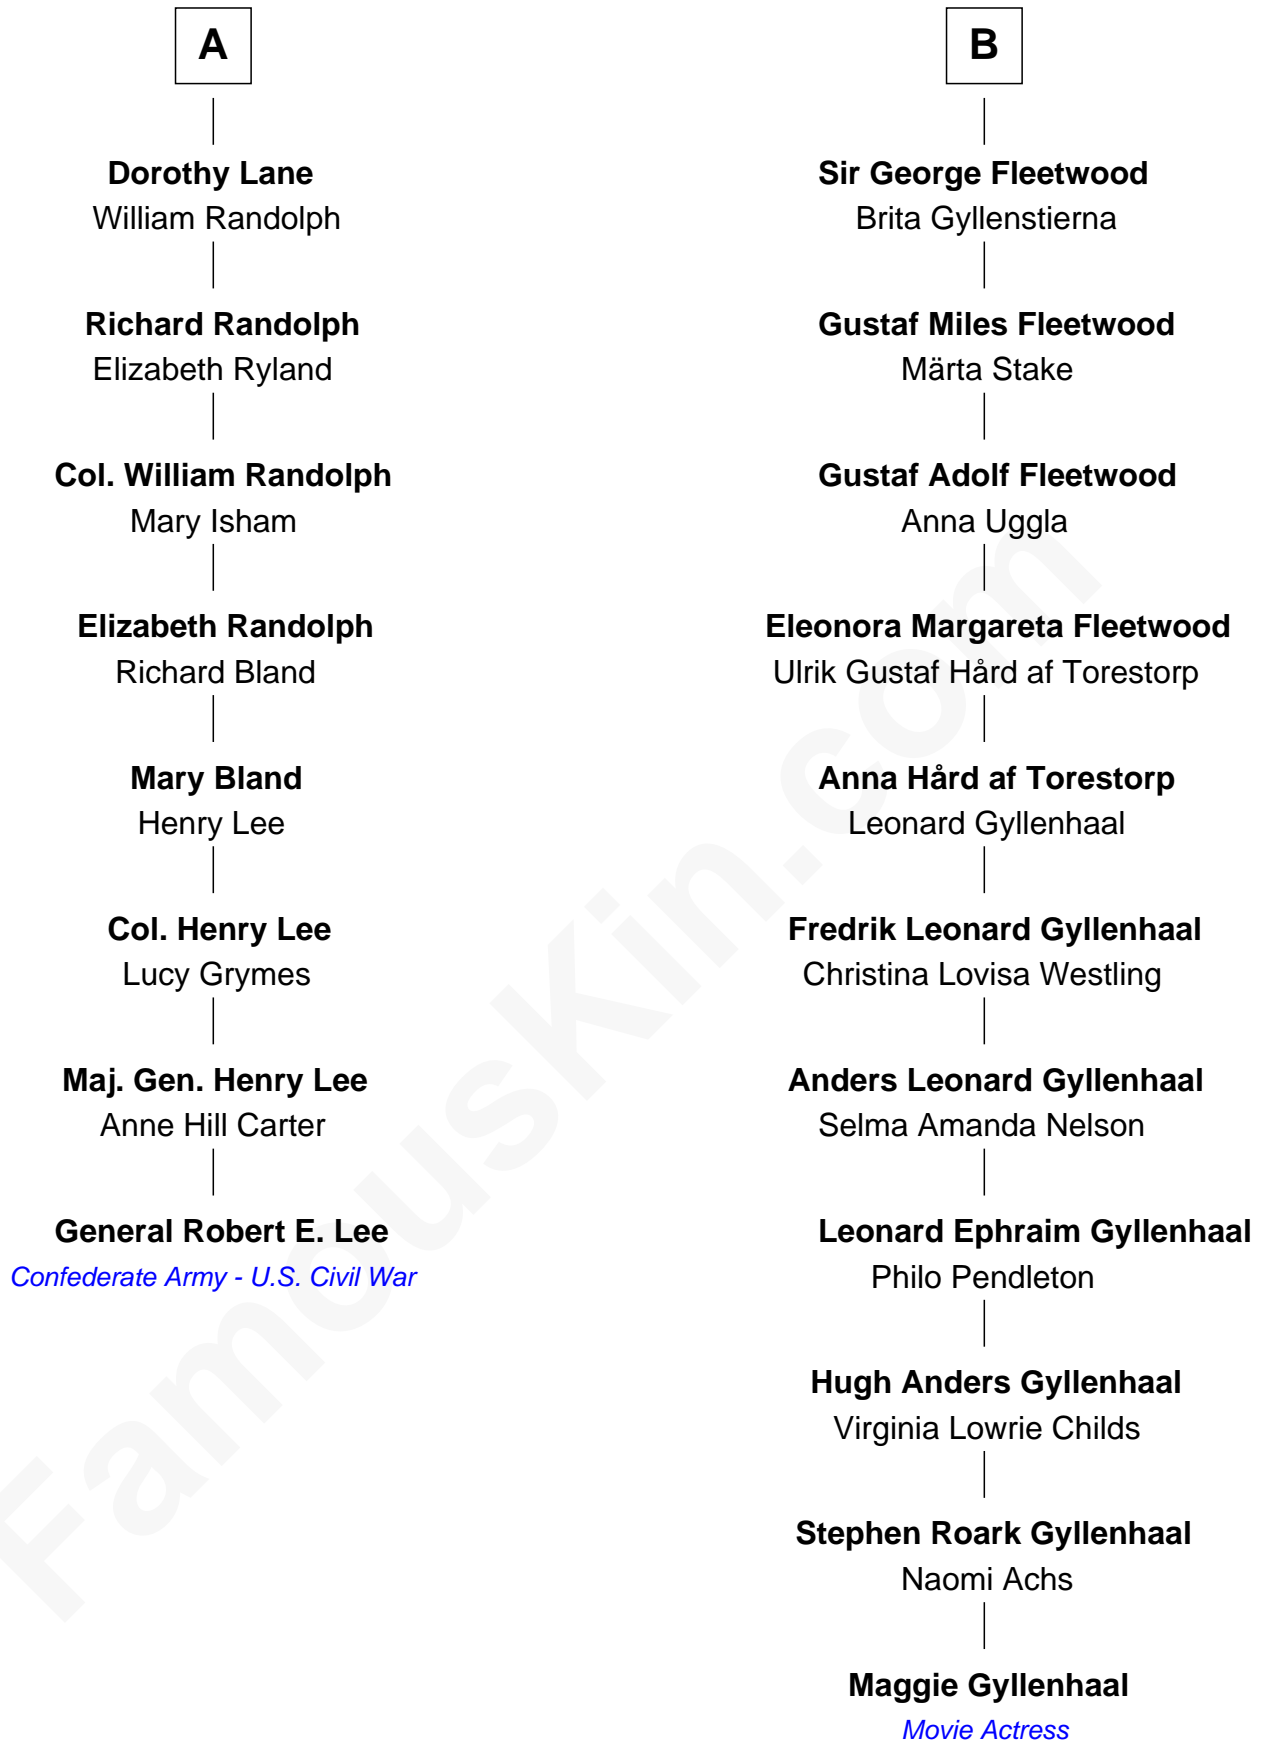 A
Dorothy Lane
William Randolph
Richard Randolph
Elizabeth Ryland
Col. William Randolph
Mary Isham
Elizabeth Randolph
Richard Bland
Mary Bland
Henry Lee
Col. Henry Lee
Lucy Grymes
Maj. Gen. Henry Lee
Anne Hill Carter
General Robert E. Lee
Confederate Army - U.S. Civil War
B
Sir George Fleetwood
Brita Gyllenstierna
Gustaf Miles Fleetwood
Märta Stake
Gustaf Adolf Fleetwood
Anna Uggla
Eleonora Margareta Fleetwood
Ulrik Gustaf Hård af Torestorp
Anna Hård af Torestorp
Leonard Gyllenhaal
Fredrik Leonard Gyllenhaal
Christina Lovisa Westling
Anders Leonard Gyllenhaal
Selma Amanda Nelson
Leonard Ephraim Gyllenhaal
Philo Pendleton
Hugh Anders Gyllenhaal
Virginia Lowrie Childs
Stephen Roark Gyllenhaal
Naomi Achs
Maggie Gyllenhaal
Movie Actress
FamousKin.com